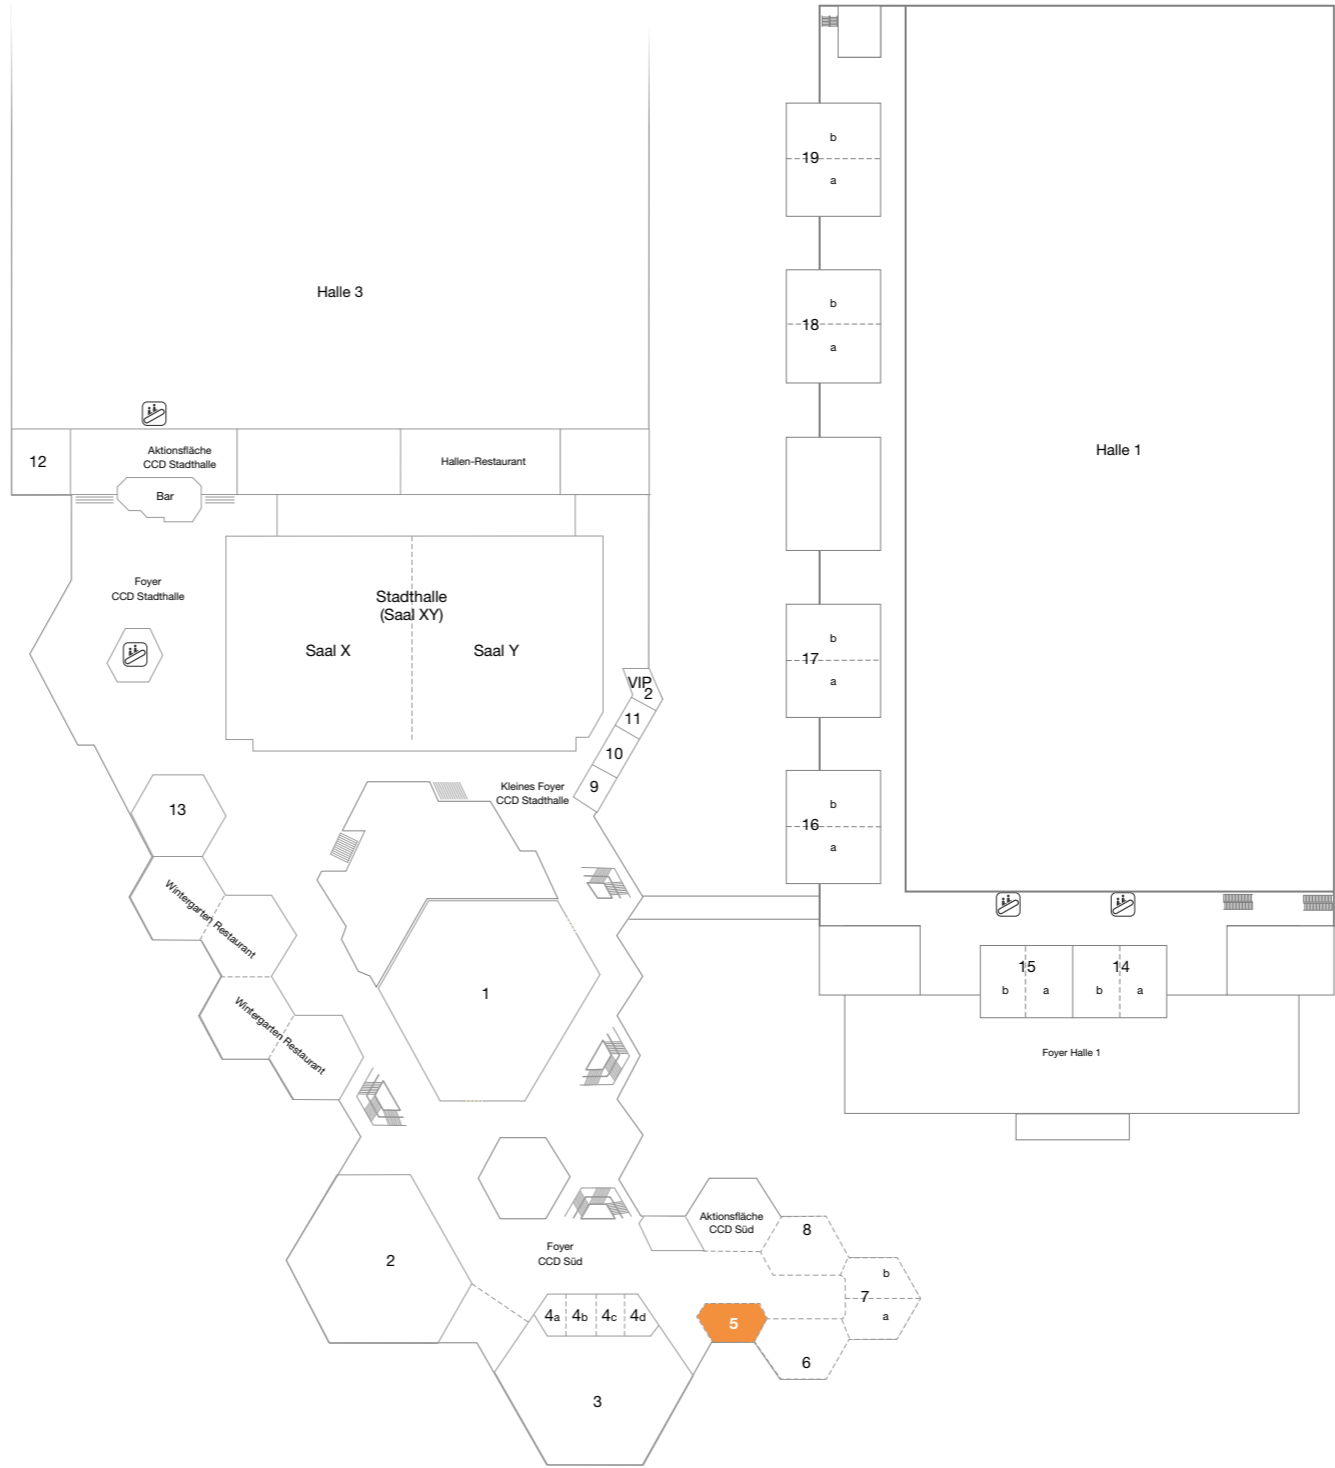 b
19
a
Halle 3
b
18
a
Halle 1
12
Aktionsfläche
CCD Stadthalle
Hallen-Restaurant
Bar
Foyer
CCD Stadthalle
Stadthalle
(Saal XY)
Saal X
Saal Y
b
17
a
VIP
2
11
10
9
Kleines Foyer
CCD Stadthalle
13
b
16
a
Wintergarten Restaurant
Wintergarten Restaurant
1
15
14
b
a
b
a
Foyer Halle 1
Aktionsfläche
CCD Süd
8
2
Foyer
CCD Süd
b
7
a
4a
4b
4c
4d
5
6
3